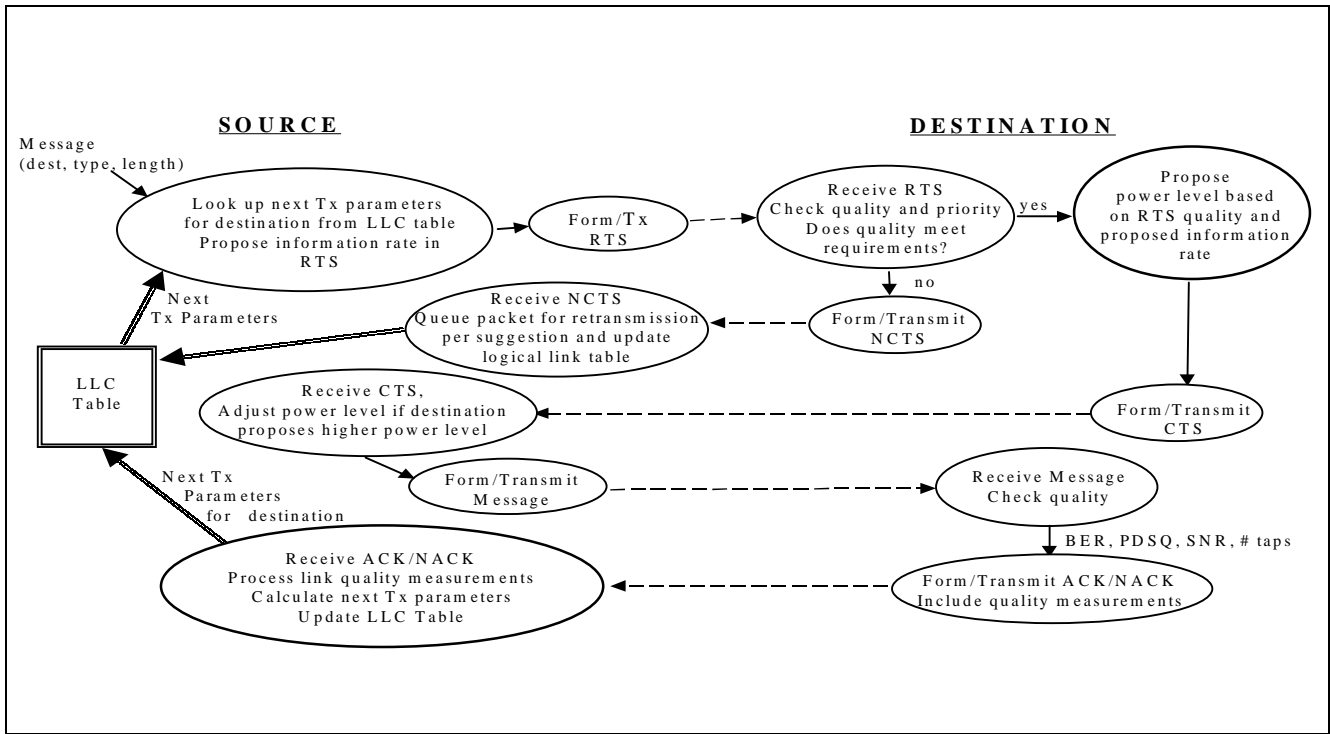 SOURCE
DESTINATION
Message
(dest, type, length)
Look up next Tx parameters
for destination from LLC table
Propose information rate in
RTS
Form/Tx
RTS
Receive RTS
Check quality and priority
Does quality meet
requirements?
yes
Propose
power level based
on RTS quality and
proposed information
rate
no
Next
Tx Parameters
Receive NCTS
Queue packet for retransmission
per suggestion and update
logical link table
Form/Transmit
NCTS
LLC
Table
Receive CTS,
Adjust power level if destination
proposes higher power level
Form/Transmit
CTS
Next Tx
Parameters
for destination
Form/Transmit
Message
Receive Message
Check quality
BER, PDSQ, SNR, # taps
Receive ACK/NACK
Process link quality measurements
Calculate next Tx parameters
Update LLC Table
Form/Transmit ACK/NACK
Include quality measurements